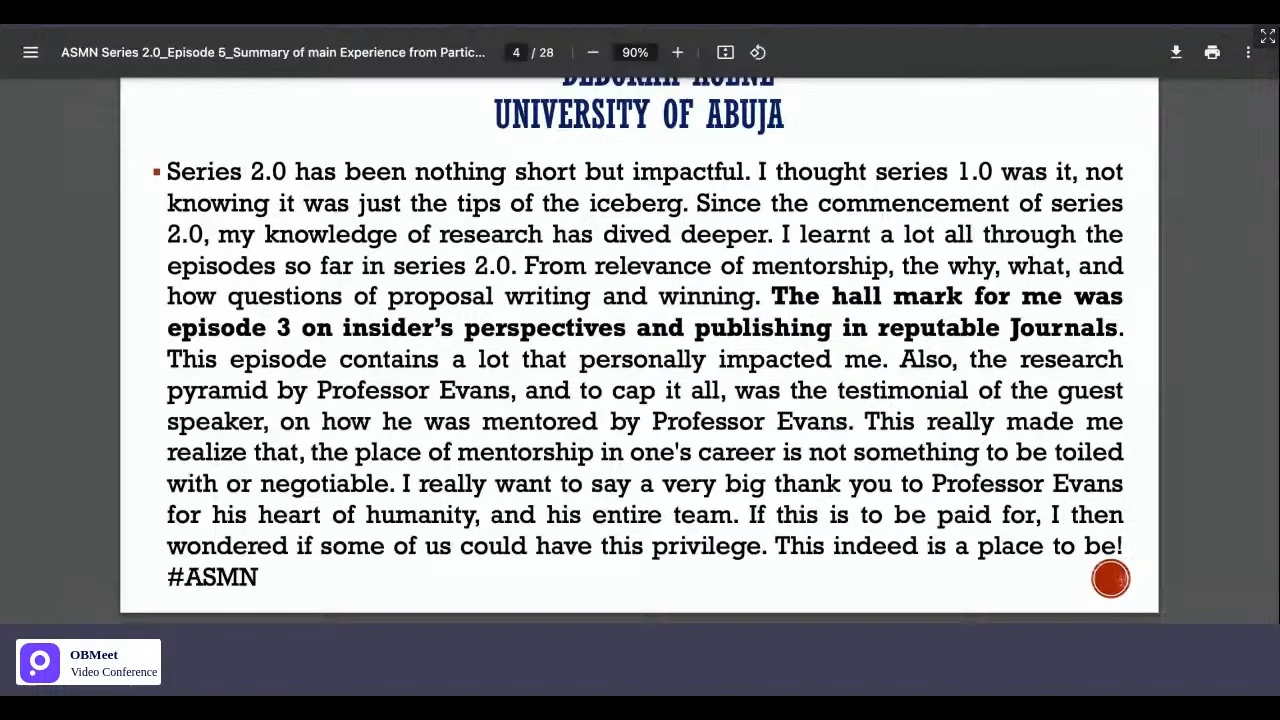 ASMN Series 2.0_Episode 5_Summary of main Experience from Partic...
4 / 28
90%
DEBORAH
UNIVERSITY OF ABUJA
Series 2.0 has been nothing short but impactful. I thought series 1.0 was it, not
knowing it was just the tips of the iceberg. Since the commencement of series
2.0, my knowledge of research has dived deeper. I learnt a lot all through the
episodes so far in series 2.0. From relevance of mentorship, the why, what, and
how questions of proposal writing and winning. The hall mark for me was
episode 3 on insider’s perspectives and publishing in reputable Journals.
This episode contains a lot that personally impacted me. Also, the research
pyramid by Professor Evans, and to cap it all, was the testimonial of the guest
speaker, on how he was mentored by Professor Evans. This really made me
realize that, the place of mentorship in one's career is not something to be toiled
with or negotiable. I really want to say a very big thank you to Professor Evans
for his heart of humanity, and his entire team. If this is to be paid for, I then
wondered if some of us could have this privilege. This indeed is a place to be!
#ASMN
OBMeet
Video Conference